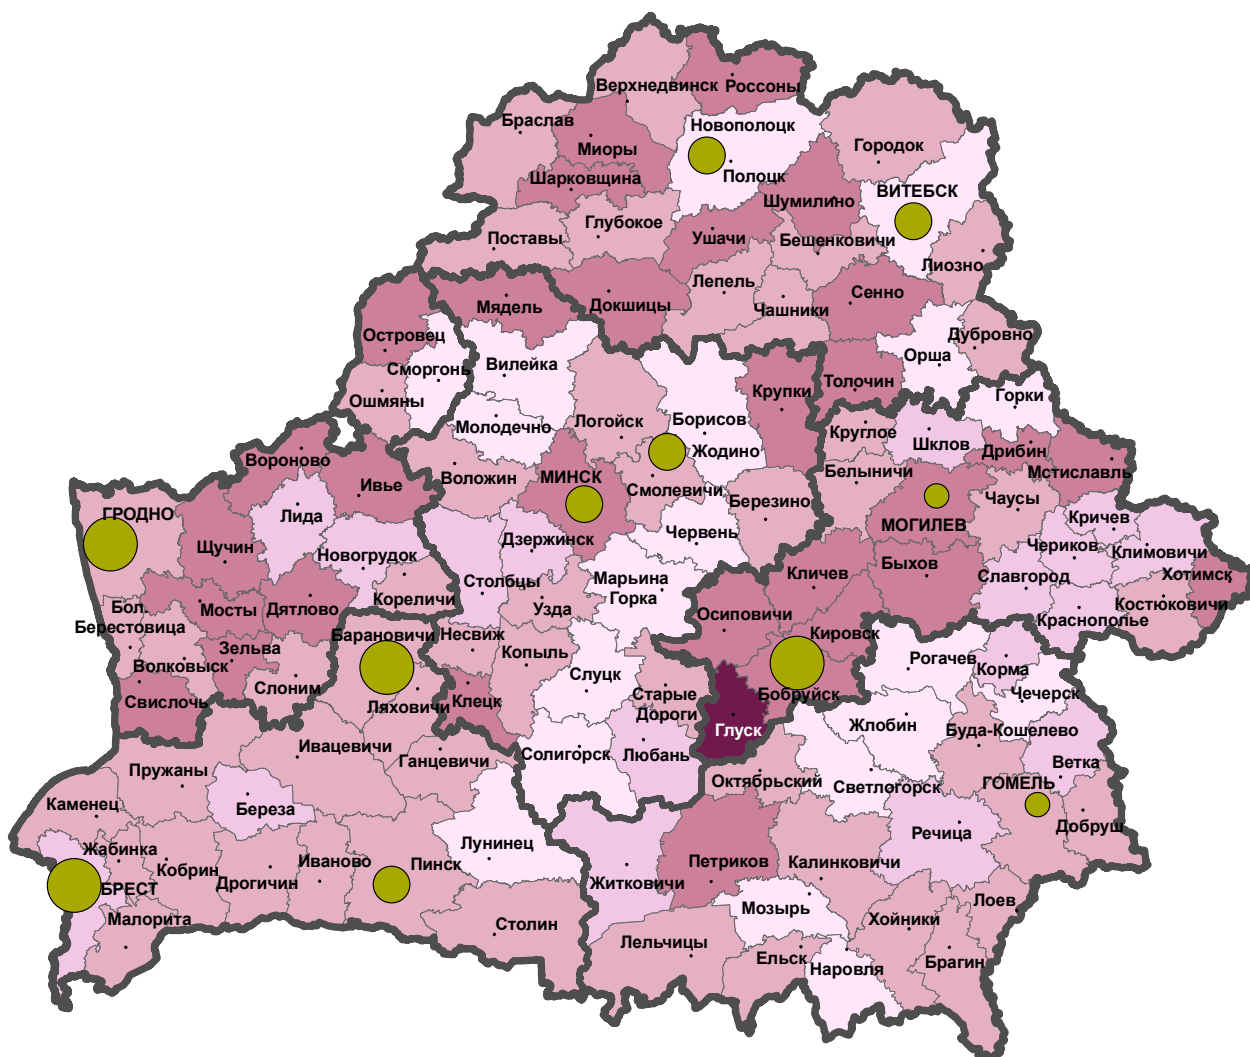 Верхнедвинск
Россоны
Браслав
Новополоцк
Миоры
Городок
Шарковщина
Полоцк
ВИТЕБСК
Шумилино
Глубокое
Поставы
Ушачи
Бешенковичи
Лиозно
Лепель
Сенно
Мядель
Докшицы
Чашники
Островец
Дубровно
Орша
Вилейка
Сморгонь
Толочин
Крупки
Ошмяны
Горки
Борисов
Логойск
Молодечно
Круглое
Шклов
Жодино
Дрибин
Вороново
Мстиславль
Белыничи
Воложин
МИНСК
Ивье
Смолевичи
Березино
Чаусы
ГРОДНО
Лида
МОГИЛЕВ
Кричев
Червень
Дзержинск
Щучин
Новогрудок
Чериков
Климовичи
Быхов
Столбцы
Марьина
Горка
Кличев
Славгород
Хотимск
Кореличи
Бол.
Берестовица
Мосты
Дятлово
Узда
Осиповичи
Костюковичи
Краснополье
Барановичи
Несвиж
Кировск
Зельва
Копыль
Рогачев
Волковыск
Корма
Слуцк
Слоним
Старые
Дороги
Чечерск
Свислочь
Ляховичи
Клецк
Бобруйск
Глуск
Жлобин
Буда-Кошелево
Ивацевичи
Солигорск
Любань
Ганцевичи
Ветка
Пружаны
Октябрьский
ГОМЕЛЬ
Светлогорск
Каменец
Береза
Добруш
Речица
Лунинец
Жабинка
Петриков
Калинковичи
Иваново
Пинск
Кобрин
Дрогичин
БРЕСТ
Житковичи
Лоев
Мозырь
Малорита
Хойники
Столин
Лельчицы
Ельск
Брагин
Наровля